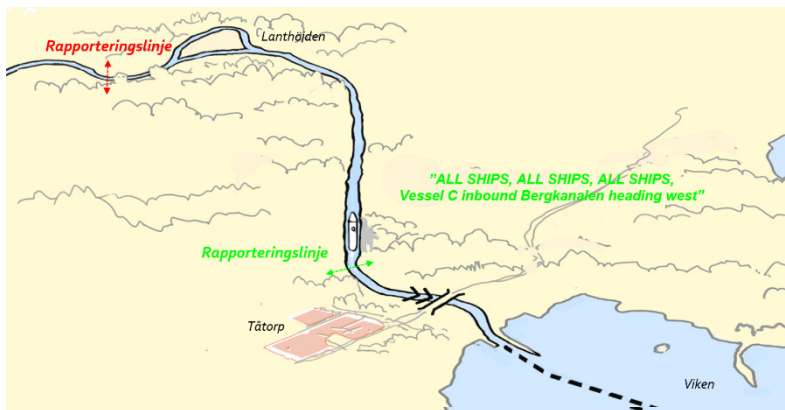 Lanthöjden
Rapporteringslinje
"ALL SHIPS, ALL SHIPS, ALL SHIPS,
Vessel C inbound Bergkanalen heading west"
Rapporteringslinje
Tåtorp
Viken